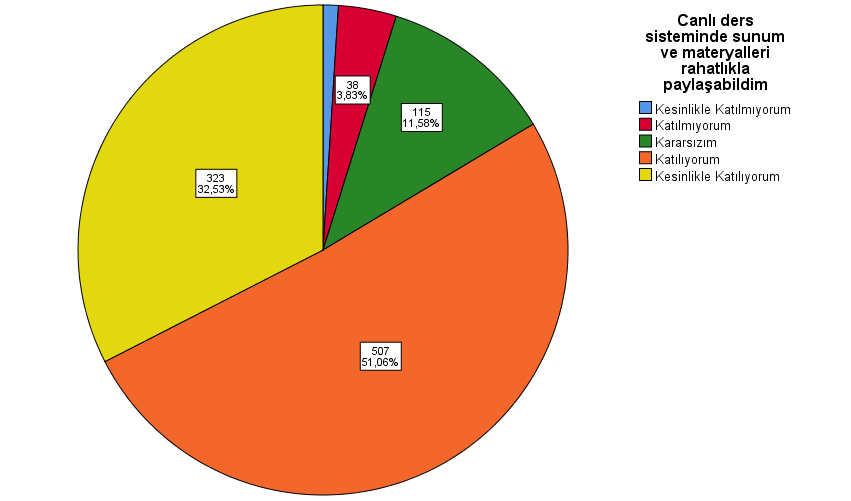 Canlı ders
sisteminde sunum
ve materyalleri
rahatlıkla
paylaşabildim
Kesinlikle Katılmıyorum
Katılmıyorum
Kararsızım
Katılıyorum
Kesinlikle Katılıyorum
38
3,83%
115
11,58%
323
32,53%
507
51,06%